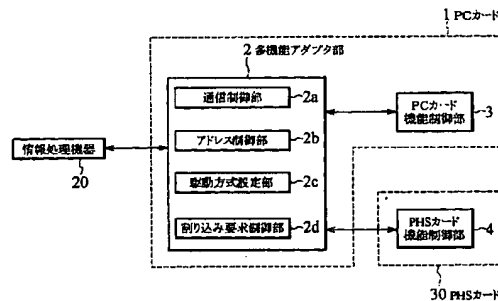 1 PCカード
2 多機能アダプタ部
通信制御部 2a
アドレス制御部 2b
駆動方式設定部 2c
割り込み要求制御部 2d
情報処理機器
20
PCカード
機能制御部
3
PHSカード
機能制御部
4
30 PHSカード